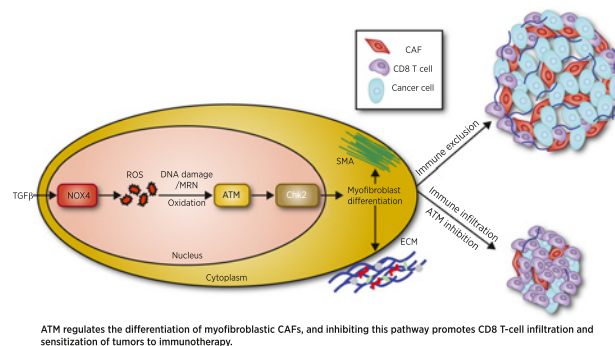 CAF
CD8 T cell
Cancer cell
Immune exclusion
SMA
TGFβ
NOX4
ROS
DNA damage
/MRN
Oxidation
ATM
Chk2
Myofibroblast
differentiation
Immune infiltration
ATM inhibition
ECM
Nucleus
Cytoplasm
ATM regulates the differentiation of myofibroblastic CAFs, and inhibiting this pathway promotes CD8 T-cell infiltration and
sensitization of tumors to immunotherapy.